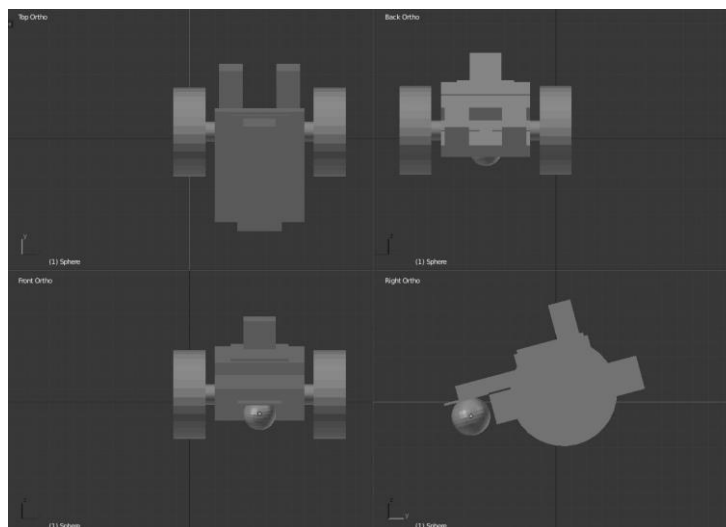 Top Ortho
Back Ortho
y
z
(1) Sphere
(1) Sphere
Front Ortho
Right Ortho
z
z
y
(1) Sphere
(1) Sphere